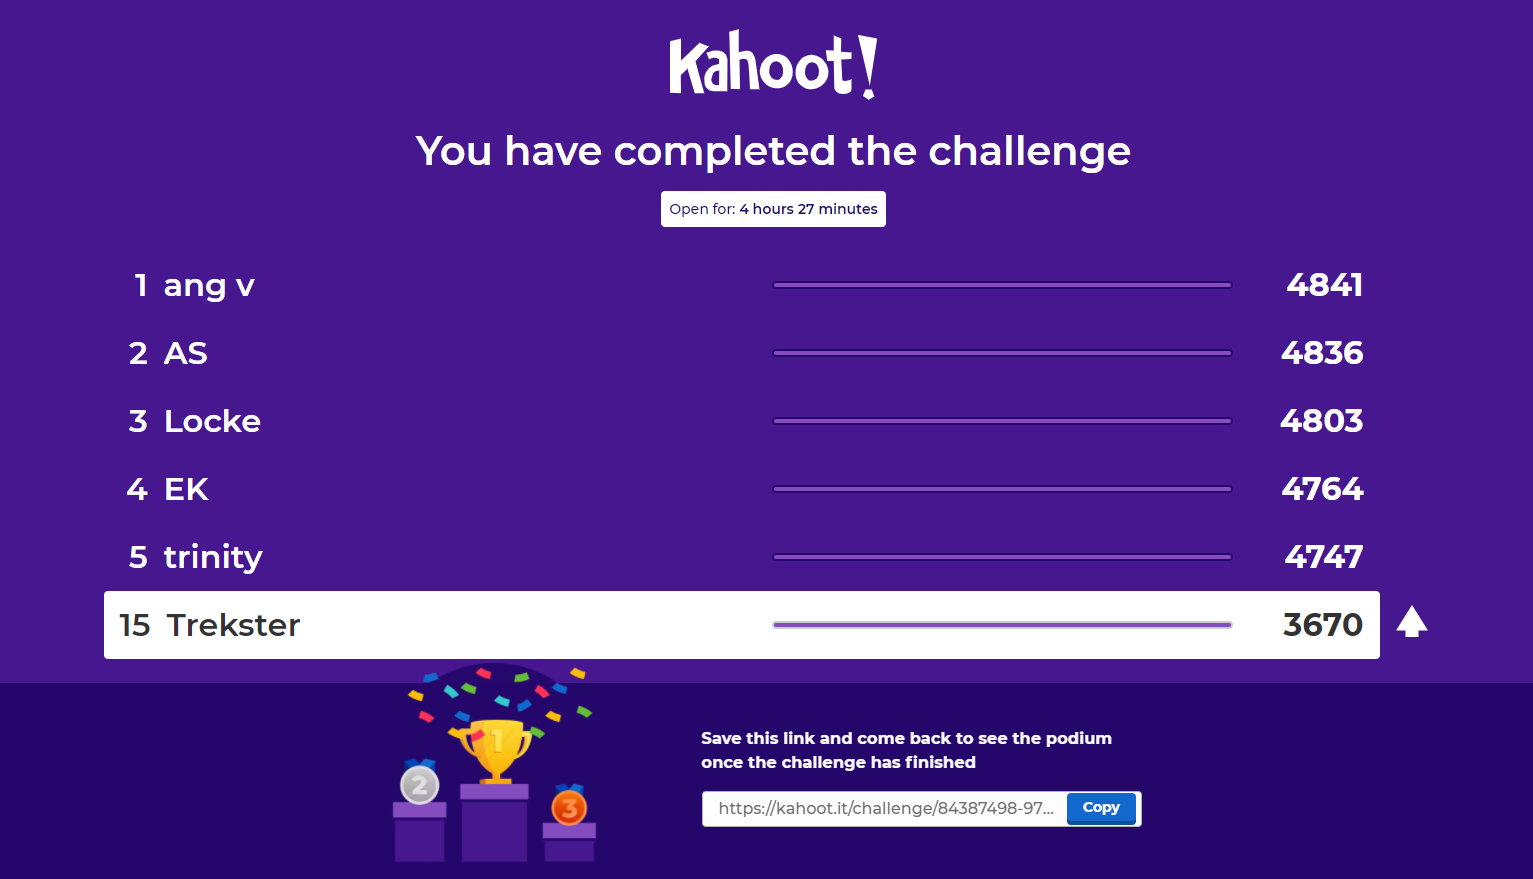 Kahoot!
You have completed the challenge
Open for: 4 hours 27 minutes
1 ang v 4841
2 AS 4836
3 Locke 4803
4 EK 4764
5 trinity 4747
15 Trekster 3670
1
2
3
Save this link and come back to see the podium
once the challenge has finished
https://kahoot.it/challenge/84387498-97... Copy